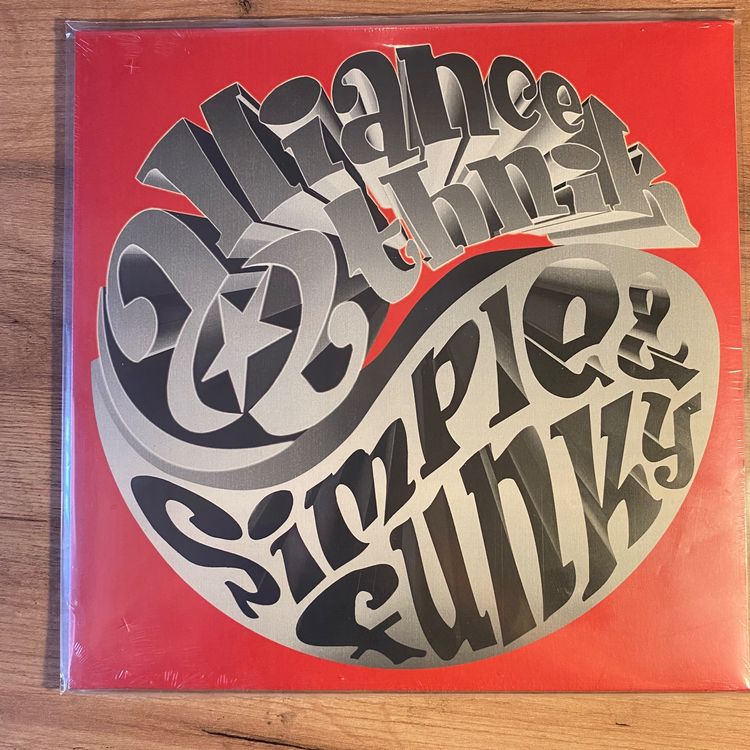 Alliance
Ethnik
Simple &
Funky